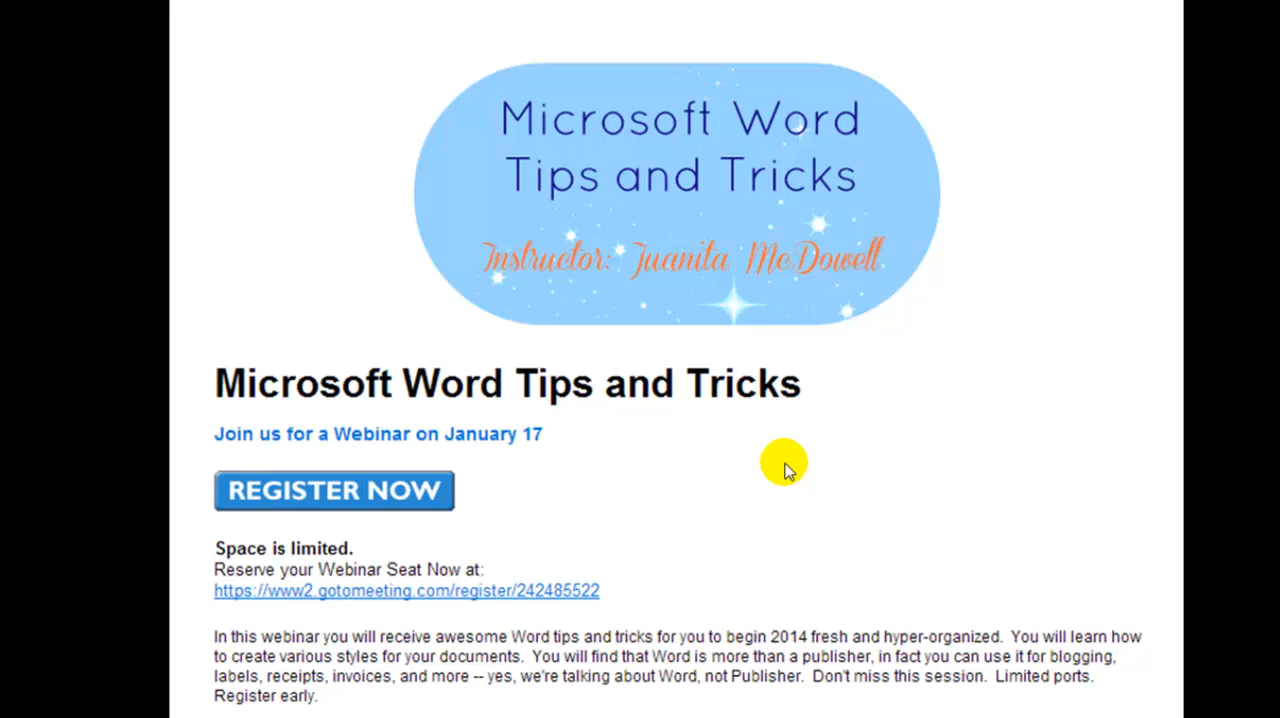 Microsoft Word
Tips and Tricks
Instructor: Juanita McDowell
Microsoft Word Tips and Tricks
Join us for a Webinar on January 17
REGISTER NOW
Space is limited.
Reserve your Webinar Seat Now at:
https://www2.gotomeeting.com/register/242485522
In this webinar you will receive awesome Word tips and tricks for you to begin 2014 fresh and hyper-organized.  You will learn how
to create various styles for your documents.  You will find that Word is more than a publisher, in fact you can use it for blogging,
labels, receipts, invoices, and more -- yes, we're talking about Word, not Publisher.  Don't miss this session.  Limited ports.
Register early.